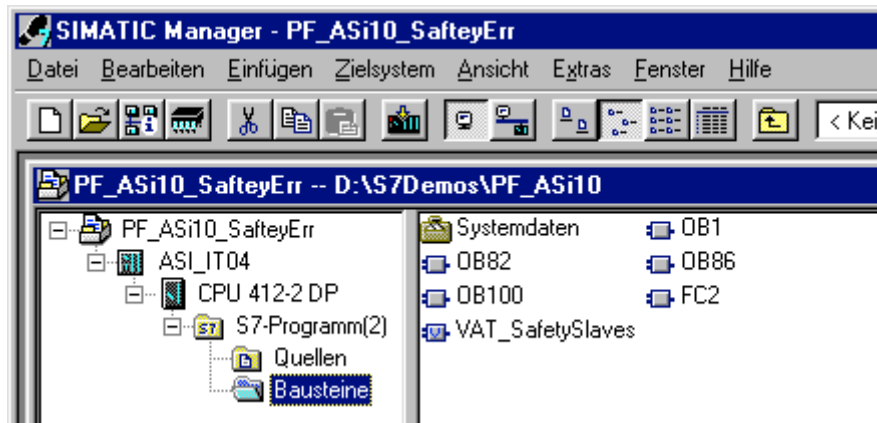 SIMATIC Manager - PF_ASi10_SafteyErr
Datei Bearbeiten Einfügen Zielsystem Ansicht Extras Fenster Hilfe
< Kei
PF_ASi10_SafteyErr -- D:\S7Demos\PF_ASi10
PF_ASi10_SafteyErr
ASI_IT04
CPU 412-2 DP
S7-Programm(2)
Quellen
Bausteine
Systemdaten OB1
OB82 OB86
OB100 FC2
VAT_SafetySlaves